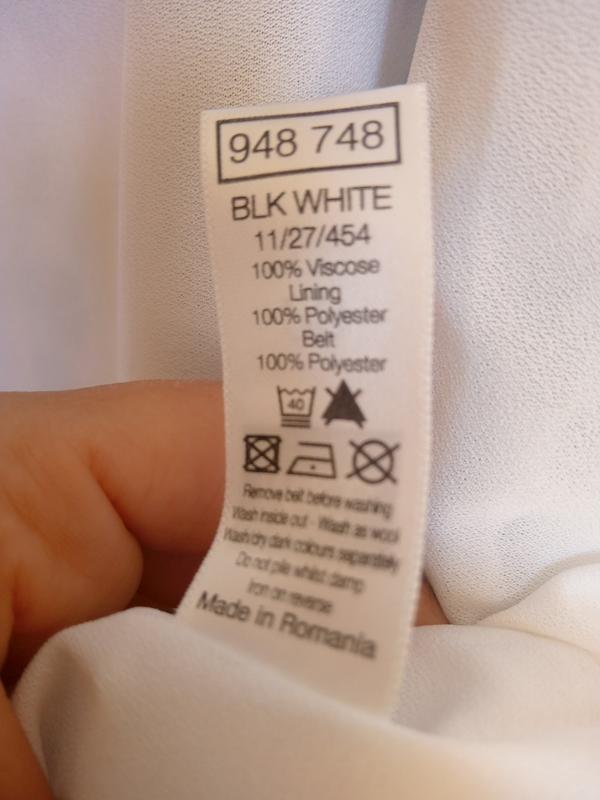 948 748
BLK WHITE
11/27/454
100% Viscose
Lining
100% Polyester
Belt
100% Polyester
40
Remove belt before washing
Wash inside out - Wash as wool
Wash/dry dark colours separately
Do not pile whilst damp
Iron on reverse
Made in Romania